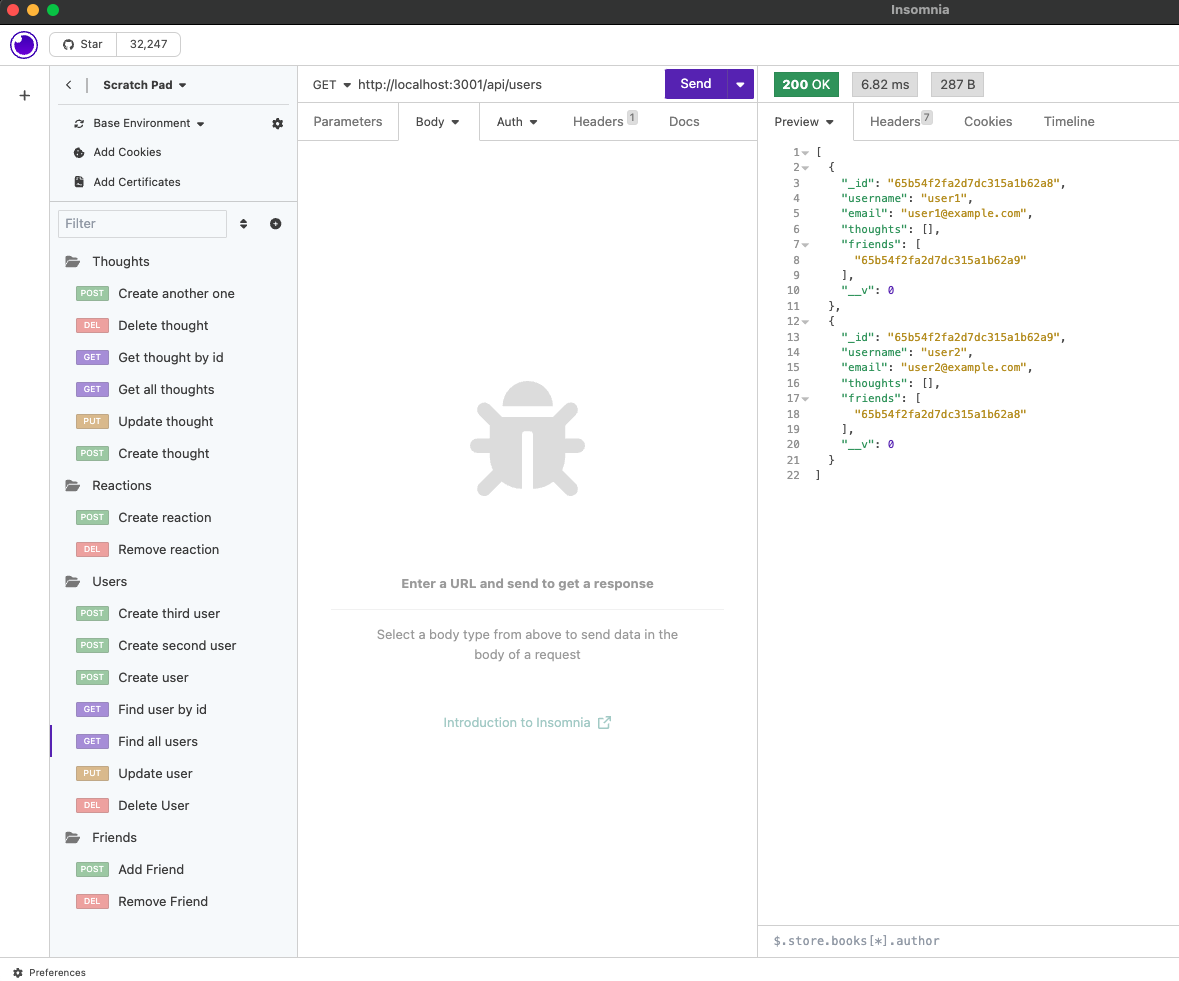 Insomnia
Star 32,247
Scratch Pad
Base Environment
Add Cookies
Add Certificates
Filter
Thoughts
POST Create another one
DEL Delete thought
GET Get thought by id
GET Get all thoughts
PUT Update thought
POST Create thought
Reactions
POST Create reaction
DEL Remove reaction
Users
POST Create third user
POST Create second user
POST Create user
GET Find user by id
GET Find all users
PUT Update user
DEL Delete User
Friends
POST Add Friend
DEL Remove Friend
Preferences
GET http://localhost:3001/api/users Send
Parameters Body Auth Headers 1 Docs
Enter a URL and send to get a response
Select a body type from above to send data in the
body of a request
Introduction to Insomnia
200 OK 6.82 ms 287 B
Preview Headers 7 Cookies Timeline
1 [
2 {
3 "_id": "65b54f2fa2d7dc315a1b62a8",
4 "username": "user1",
5 "email": "user1@example.com",
6 "thoughts": [],
7 "friends": [
8 "65b54f2fa2d7dc315a1b62a9"
9 ],
10 "__v": 0
11 },
12 {
13 "_id": "65b54f2fa2d7dc315a1b62a9",
14 "username": "user2",
15 "email": "user2@example.com",
16 "thoughts": [],
17 "friends": [
18 "65b54f2fa2d7dc315a1b62a8"
19 ],
20 "__v": 0
21 }
22 ]
$.store.books[*].author